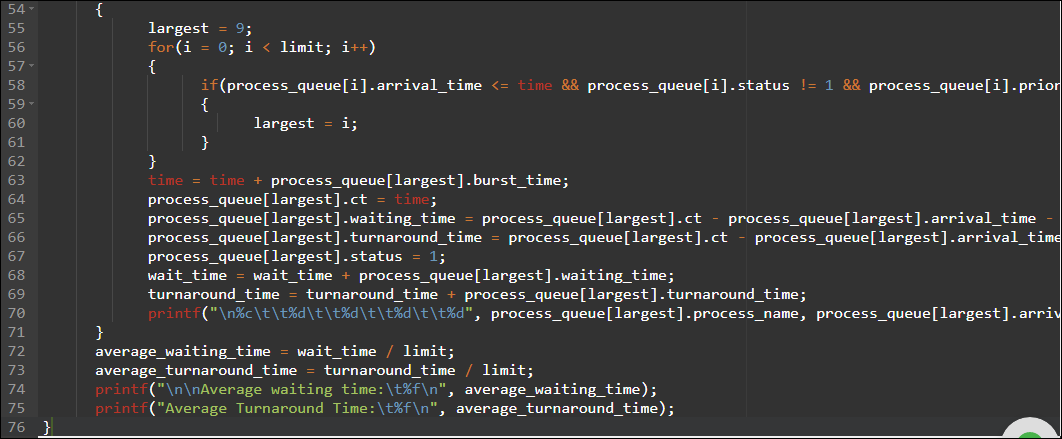 54 {
55 largest = 9;
56 for(i = 0; i < limit; i++)
57 {
58 if(process_queue[i].arrival_time <= time && process_queue[i].status != 1 && process_queue[i].prior
59 {
60 largest = i;
61 }
62 }
63 time = time + process_queue[largest].burst_time;
64 process_queue[largest].ct = time;
65 process_queue[largest].waiting_time = process_queue[largest].ct - process_queue[largest].arrival_time -
66 process_queue[largest].turnaround_time = process_queue[largest].ct - process_queue[largest].arrival_time
67 process_queue[largest].status = 1;
68 wait_time = wait_time + process_queue[largest].waiting_time;
69 turnaround_time = turnaround_time + process_queue[largest].turnaround_time;
70 printf("\n%c\t\t%d\t\t%d\t\t%d\t\t%d", process_queue[largest].process_name, process_queue[largest].arriv
71 }
72 average_waiting_time = wait_time / limit;
73 average_turnaround_time = turnaround_time / limit;
74 printf("\n\nAverage waiting time:\t%f\n", average_waiting_time);
75 printf("Average Turnaround Time:\t%f\n", average_turnaround_time);
76 }